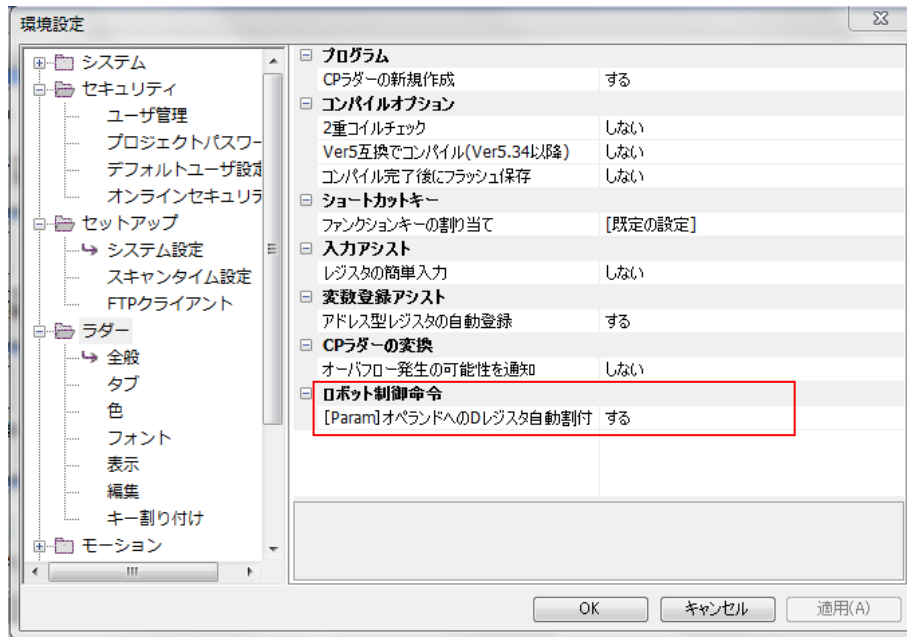 環境設定
システム
セキュリティ
ユーザ管理
プロジェクトパスワー
デフォルトユーザ設定
オンラインセキュリラ
セットアップ
システム設定
スキャンタイム設定
FTPクライアント
ラダー
全般
タブ
色
フォント
表示
編集
キー割り付け
モーション
プログラム
CPラダーの新規作成 する
コンパイルオプション
2重コイルチェック しない
Ver5互換でコンパイル(Ver5.34以降) しない
コンパイル完了後にフラッシュ保存 しない
ショートカットキー
ファンクションキーの割り当て [既定の設定]
入力アシスト
レジスタの簡単入力 しない
変数登録アシスト
アドレス型レジスタの自動登録 する
CPラダーの変換
オーバフロー発生の可能性を通知 しない
ロボット制御命令
[Param]オペランドへのDレジスタ自動割付 する
OK
キャンセル
適用(A)